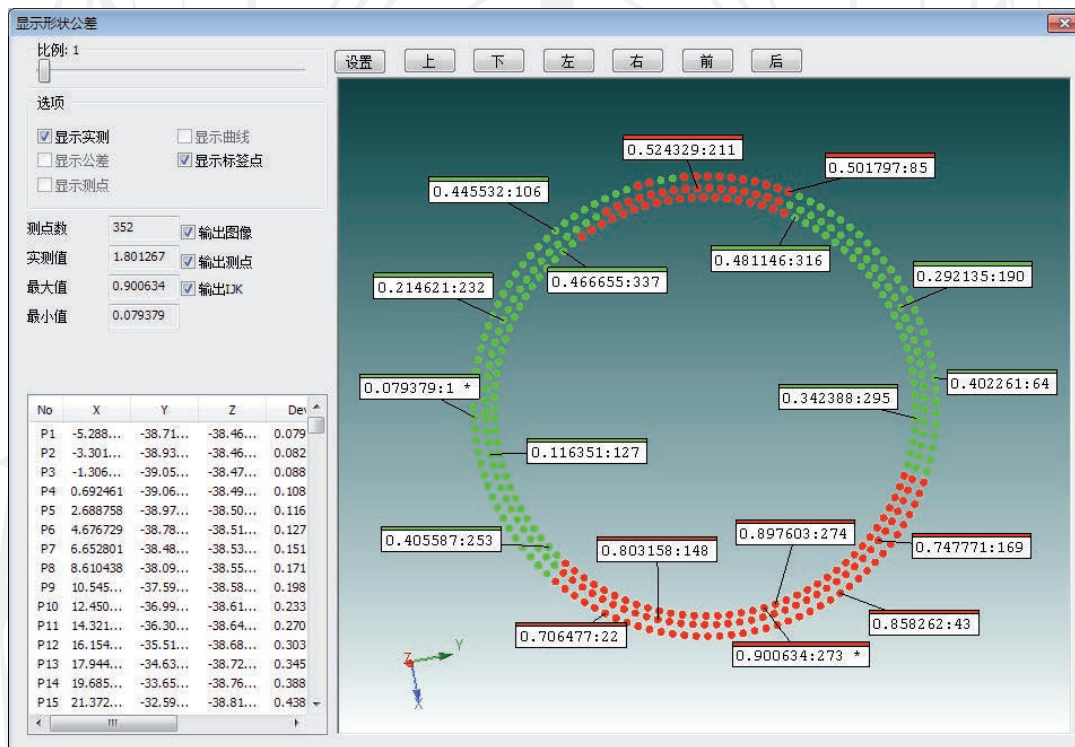 显示形状公差
比例: 1
设置 上 下 左 右 前 后
选项
显示实测 显示曲线
显示公差 显示标签点
显示测点
测点数 352 输出图像
实测值 1.801267 输出测点
最大值 0.900634 输出IJK
最小值 0.079379
No X Y Z Dev
P1 -5.288... -38.71... -38.46... 0.079
P2 -3.301... -38.93... -38.46... 0.082
P3 -1.306... -39.05... -38.47... 0.088
P4 0.692461 -39.06... -38.49... 0.108
P5 2.688758 -38.97... -38.50... 0.116
P6 4.676729 -38.78... -38.51... 0.127
P7 6.652801 -38.48... -38.53... 0.151
P8 8.610438 -38.09... -38.55... 0.171
P9 10.545... -37.59... -38.58... 0.198
P10 12.450... -36.99... -38.61... 0.233
P11 14.321... -36.30... -38.64... 0.270
P12 16.154... -35.51... -38.68... 0.303
P13 17.944... -34.63... -38.72... 0.345
P14 19.685... -33.65... -38.76... 0.388
P15 21.372... -32.59... -38.81... 0.438
0.524329:211
0.501797:85
0.445532:106
0.481146:316
0.466655:337
0.292135:190
0.214621:232
0.079379:1 *
0.402261:64
0.342388:295
0.116351:127
0.405587:253
0.897603:274
0.803158:148
0.747771:169
0.858262:43
0.706477:22
0.900634:273 *
Z Y
X